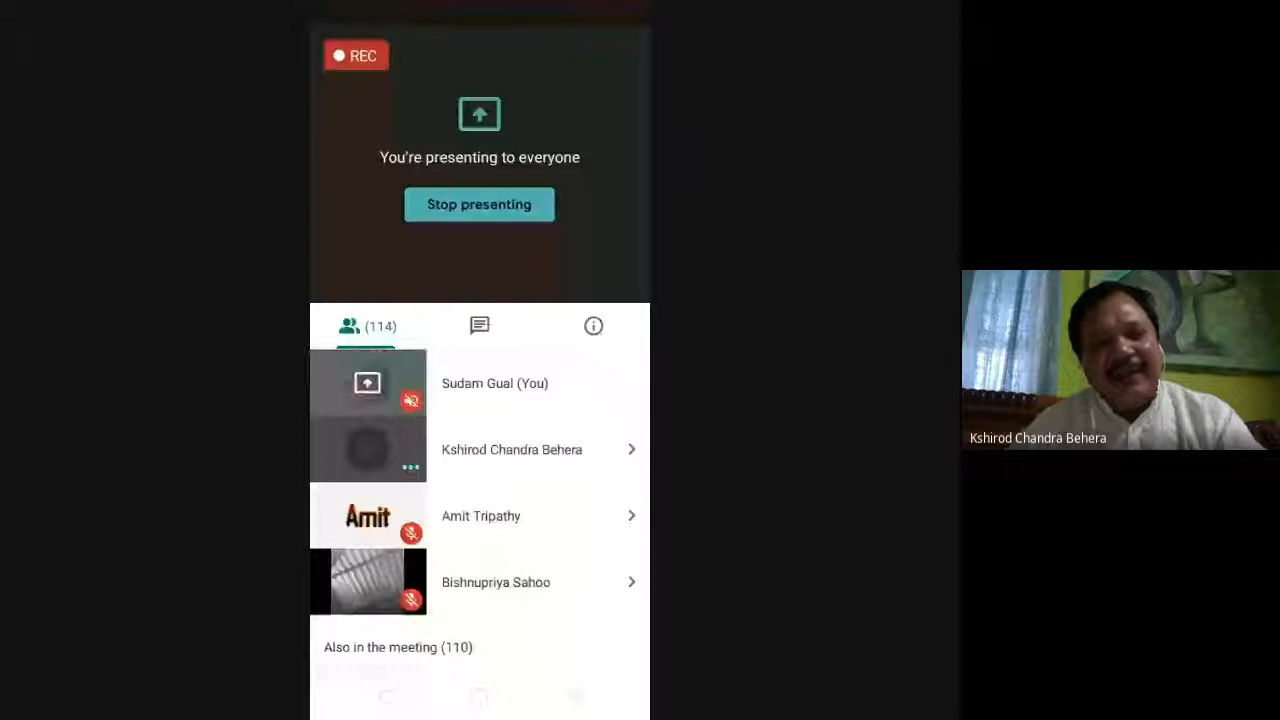 REC
You're presenting to everyone
Stop presenting
(114)
Sudam Gual (You)
Kshirod Chandra Behera
Amit
Amit Tripathy
Bishnupriya Sahoo
Also in the meeting (110)
Kshirod Chandra Behera